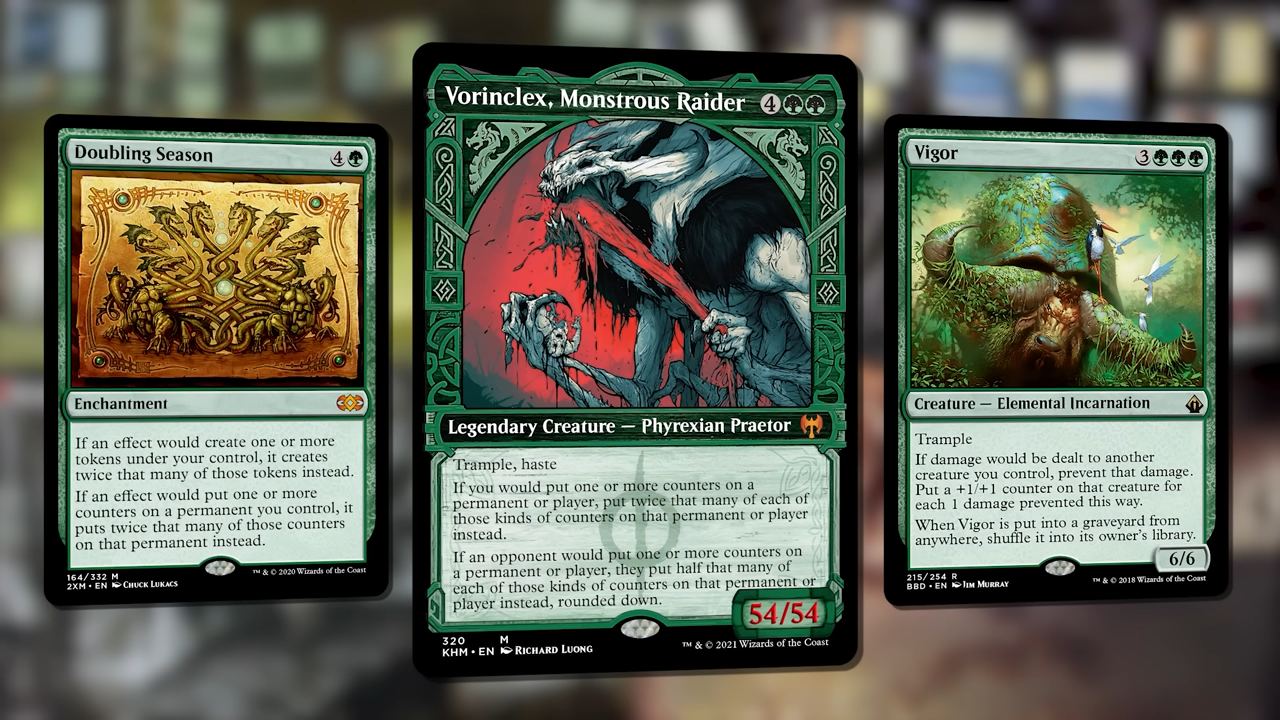 Doubling Season 4
Enchantment
If an effect would create one or more
tokens under your control, it creates
twice that many of those tokens instead.
If an effect would put one or more
counters on a permanent you control, it
puts twice that many of those counters
on that permanent instead.
164/332 M
2XM • EN Chuck Lukacs
™ & © 2020 Wizards of the Coast
Vorinclex, Monstrous Raider 4
Legendary Creature — Phyrexian Praetor
Trample, haste
If you would put one or more counters on a
permanent or player, put twice that many of each of
those kinds of counters on that permanent or player
instead.
If an opponent would put one or more counters on
a permanent or player, they put half that many of
each of those kinds of counters on that permanent or
player instead, rounded down.
54/54
320 M
KHM • EN Richard Luong
™ & © 2021 Wizards of the Coast
Vigor 3
Creature — Elemental Incarnation
Trample
If damage would be dealt to another
creature you control, prevent that damage.
Put a +1/+1 counter on that creature for
each 1 damage prevented this way.
When Vigor is put into a graveyard from
anywhere, shuffle it into its owner's library.
6/6
215/254 R
BBD • EN Jim Murray
™ & © 2018 Wizards of the Coast